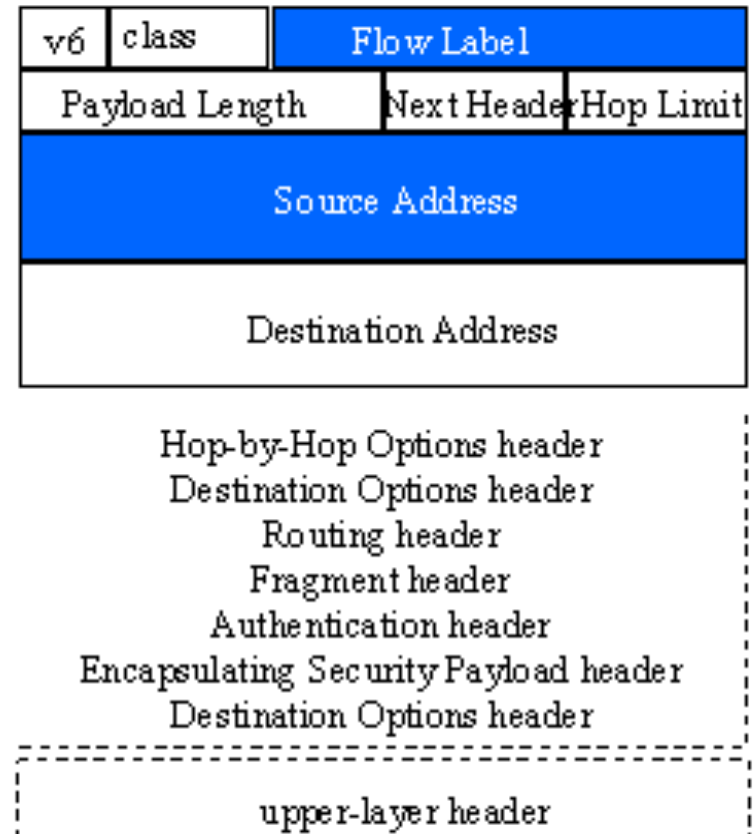 v6 class Flow Label
Payload Length Next Header Hop Limit
Source Address
Destination Address
Hop-by-Hop Options header
Destination Options header
Routing header
Fragment header
Authentication header
Encapsulating Security Payload header
Destination Options header
upper-layer header